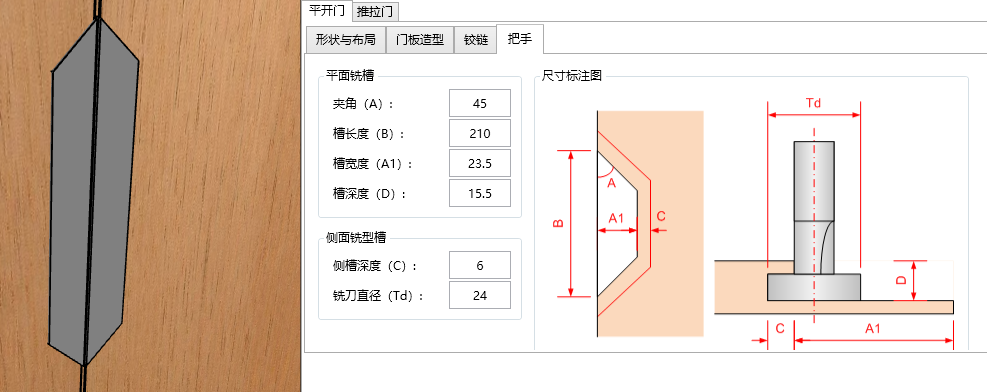 平开门 推拉门
形状与布局 门板造型 铰链 把手
平面铣槽
夹角（A）： 45
槽长度（B）： 210
槽宽度（A1）： 23.5
槽深度（D）： 15.5
侧面铣型槽
侧槽深度（C）： 6
铣刀直径（Td）： 24
尺寸标注图
A
B
A1
C
Td
D
C
A1